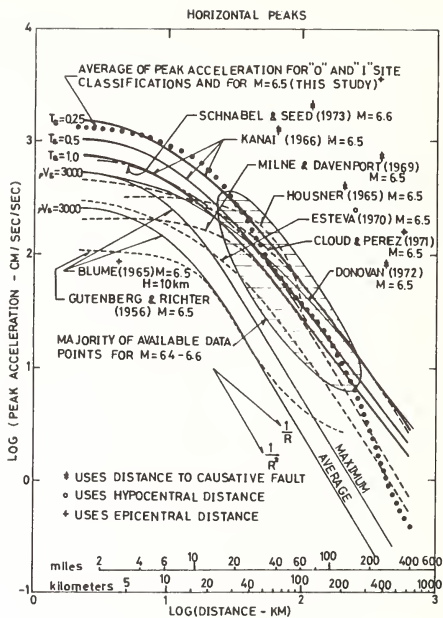 HORIZONTAL PEAKS
4
AVERAGE OF PEAK ACCELERATION FOR "O" AND "I" SITE
CLASSIFICATIONS AND FOR M=6.5 (THIS STUDY)+
SCHNABEL & SEED (1973) M=6.6
KANAI (1966) M=6.5
MILNE & DAVENPORT (1969)
M=6.5
HOUSNER (1965) M=6.5
ESTEVA (1970) M=6.5
CLOUD & PEREZ (1971)
M=6.5
DONOVAN (1972)
M=6.5
TG=0.25
3
TG=0.5
TG=1.0
ρVS=3000
ρVS=3000
2
BLUME (1965) M=6.5
H=10km
GUTENBERG & RICHTER
(1956) M=6.5
MAJORITY OF AVAILABLE DATA
POINTS FOR M=6.4-6.6
1
1/R
1/R²
MAXIMUM
AVERAGE
0
‡ USES DISTANCE TO CAUSATIVE FAULT
o USES HYPOCENTRAL DISTANCE
+ USES EPICENTRAL DISTANCE
miles 2 4 6 10 20 40 60 100 200 400 600
kilometers 5 10 20 40 100 200 400 1000
-1
0 1 2 3
LOG(DISTANCE - KM)
LOG (PEAK ACCELERATION - CM/SEC/SEC)